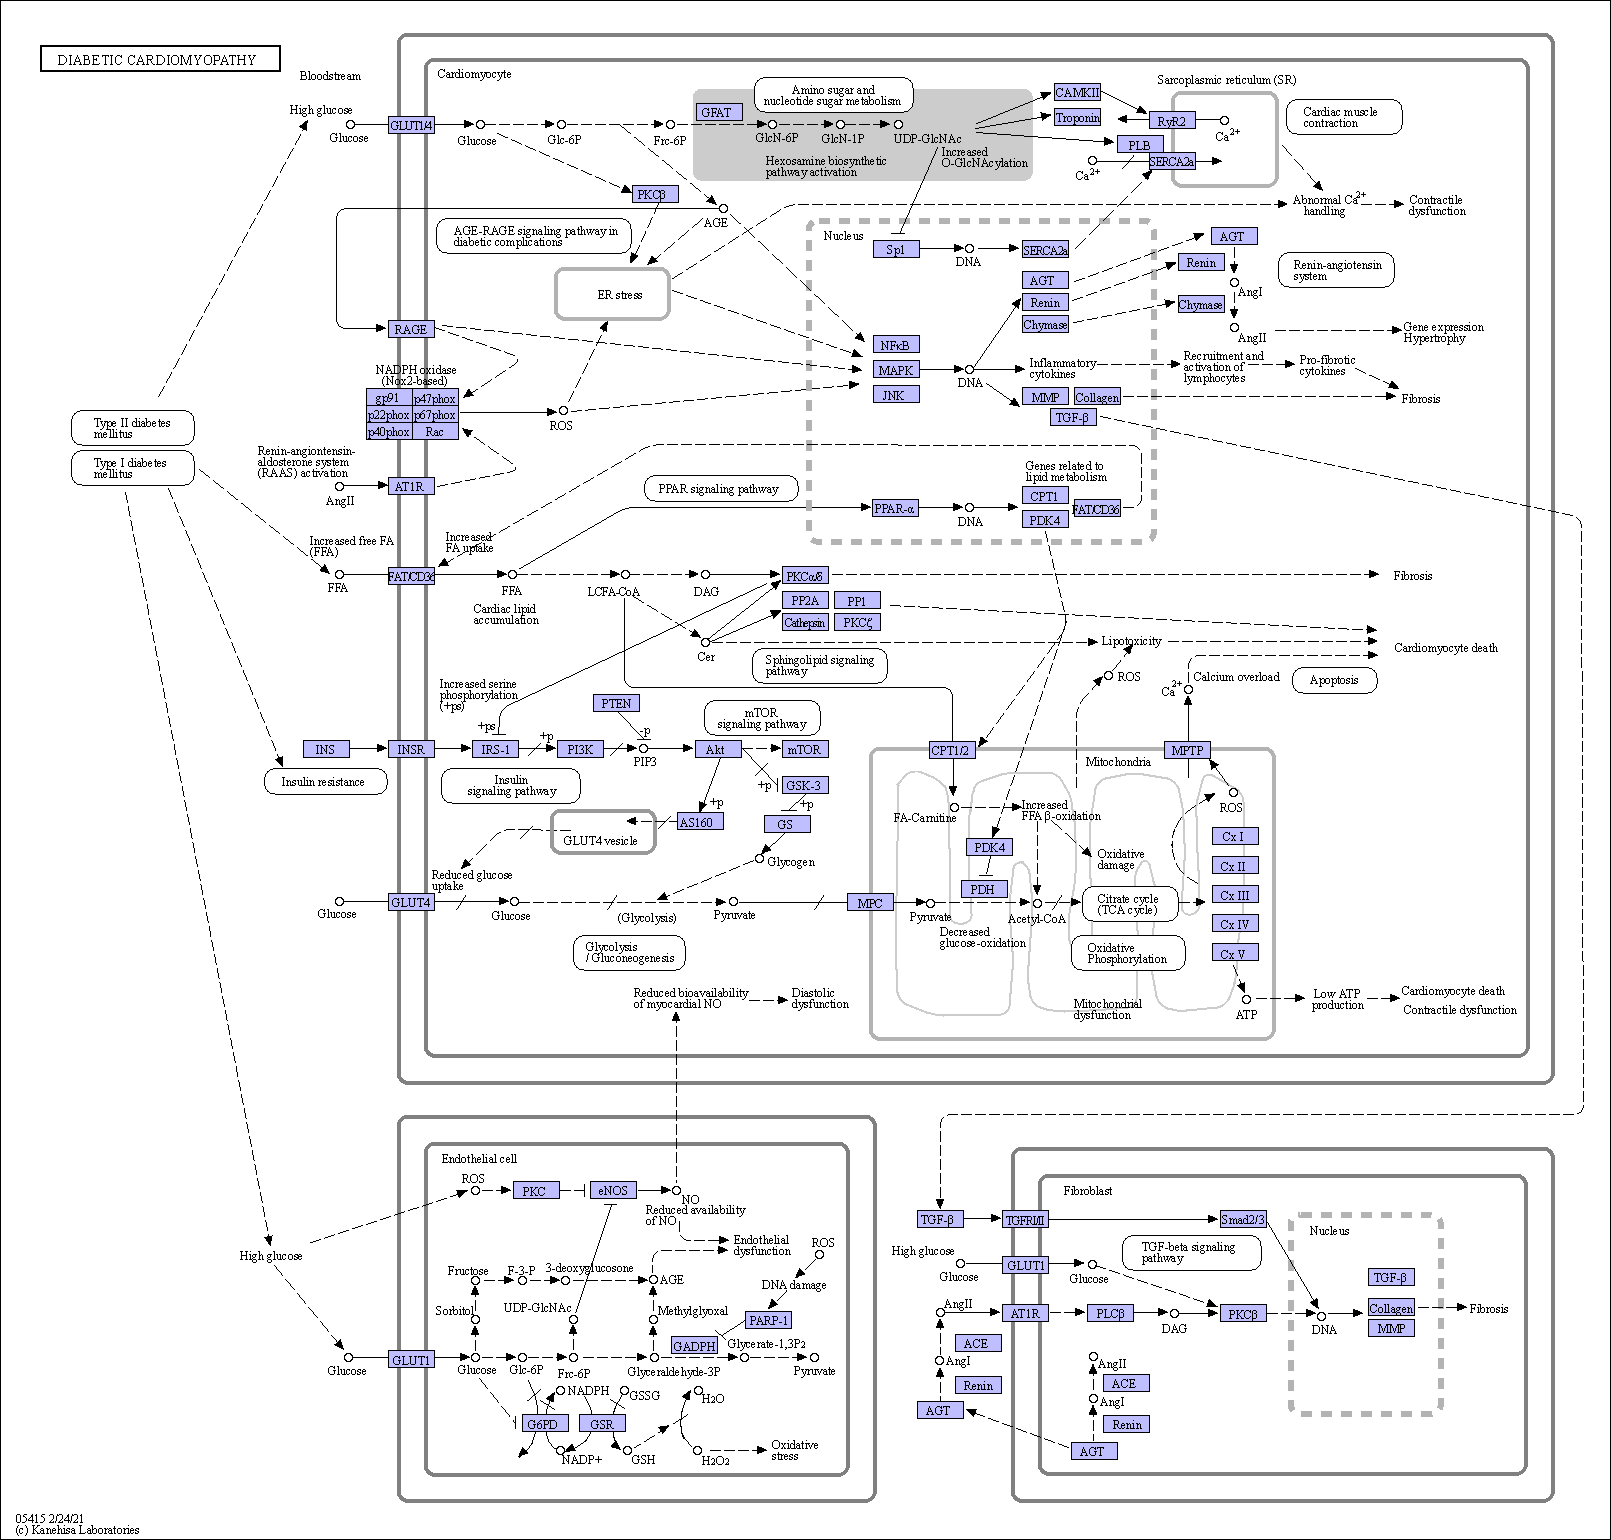 DIABETIC CARDIOMYOPATHY
Bloodstream
Cardiomyocyte
High glucose
Glucose
GLUT1/4
Glucose
Glc-6P
Frc-6P
GFAT
Amino sugar and
nucleotide sugar metabolism
GlcN-6P
GlcN-1P
UDP-GlcNAc
Increased
O-GlcNAcylation
Hexosamine biosynthetic
pathway activation
CAMKII
Troponin
PLB
Sarcoplasmic reticulum (SR)
RyR2
Ca2+
Ca2+
SERCA2a
Cardiac muscle
contraction
Abnormal Ca2+
handling
Contractile
dysfunction
PKCβ
AGE
AGE-RAGE signaling pathway in
diabetic complications
ER stress
Nucleus
Sp1
DNA
SERCA2a
AGT
Renin
Chymase
AGT
Renin
AngI
Chymase
AngII
Renin-angiotensin
system
Gene expression
Hypertrophy
RAGE
NFκB
MAPK
JNK
DNA
Inflammatory
cytokines
Recruitment and
activation of
lymphocytes
Pro-fibrotic
cytokines
MMP
Collagen
TGF-β
Fibrosis
NADPH oxidase
(Nox2-based)
gp91
p47phox
p22phox
p67phox
p40phox
Rac
ROS
Type II diabetes
mellitus
Type I diabetes
mellitus
Renin-angiontensin-
aldosterone system
(RAAS) activation
AngII
AT1R
PPAR signaling pathway
PPAR-α
DNA
Genes related to
lipid metabolism
CPT1
FAT/CD36
PDK4
Increased free FA
(FFA)
FFA
Increased
FA uptake
FAT/CD36
FFA
Cardiac lipid
accumulation
LCFA-CoA
DAG
Cer
PKCα/δ
PP2A
PP1
Cathepsin
PKCζ
Fibrosis
Sphingolipid signaling
pathway
Lipotoxicity
ROS
Cardiomyocyte death
Ca2+
Calcium overload
Apoptosis
Increased serine
phosphorylation
(+ps)
+ps
INS
INSR
IRS-1
+p
PI3K
PTEN
-p
PIP3
Akt
mTOR
signaling pathway
mTOR
+p
GSK-3
+p
GS
+p
AS160
Insulin resistance
Insulin
signaling pathway
GLUT4 vesicle
Glycogen
Reduced glucose
uptake
Glucose
GLUT4
Glucose
(Glycolysis)
Pyruvate
Glycolysis
/ Gluconeogenesis
MPC
CPT1/2
MPTP
Mitochondria
FA-Carnitine
Increased
FFA β-oxidation
PDK4
PDH
Oxidative
damage
Pyruvate
Acetyl-CoA
Citrate cycle
(TCA cycle)
Decreased
glucose-oxidation
Oxidative
Phosphorylation
Mitochondrial
dysfunction
ROS
Cx I
Cx II
Cx III
Cx IV
Cx V
ATP
Low ATP
production
Cardiomyocyte death
Contractile dysfunction
Reduced bioavailability
of myocardial NO
Diastolic
dysfunction
Endothelial cell
ROS
PKC
eNOS
NO
Reduced availability
of NO
Endothelial
dysfunction
High glucose
Fructose
F-3-P
3-deoxyglucosone
AGE
ROS
DNA damage
Sorbitol
UDP-GlcNAc
Methylglyoxal
PARP-1
GADPH
Glycerate-1,3P2
Glucose
GLUT1
Glucose
Glc-6P
Frc-6P
Glyceraldehyde-3P
Pyruvate
NADPH
GSSG
H2O
G6PD
GSR
NADP+
GSH
H2O2
Oxidative
stress
Fibroblast
TGF-β
TGFRI/II
Smad2/3
Nucleus
TGF-beta signaling
pathway
High glucose
Glucose
GLUT1
Glucose
AngII
AT1R
PLCβ
DAG
PKCβ
DNA
TGF-β
Collagen
MMP
Fibrosis
ACE
AngI
Renin
AGT
AngII
ACE
AngI
Renin
AGT
05415 2/24/21
(c) Kanehisa Laboratories